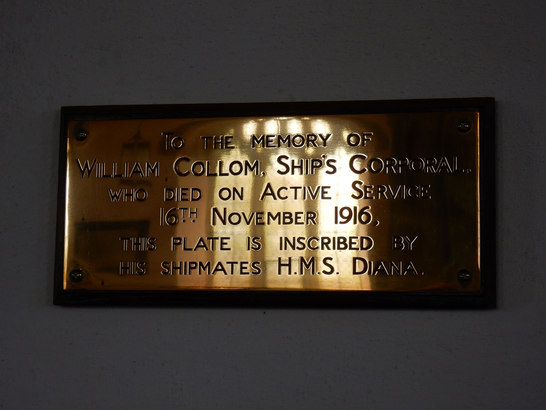 To the memory of
William Collom, Ship's Corporal.,
who died on Active Service
16th November 1916,
this plate is inscribed by
his shipmates H.M.S. Diana.